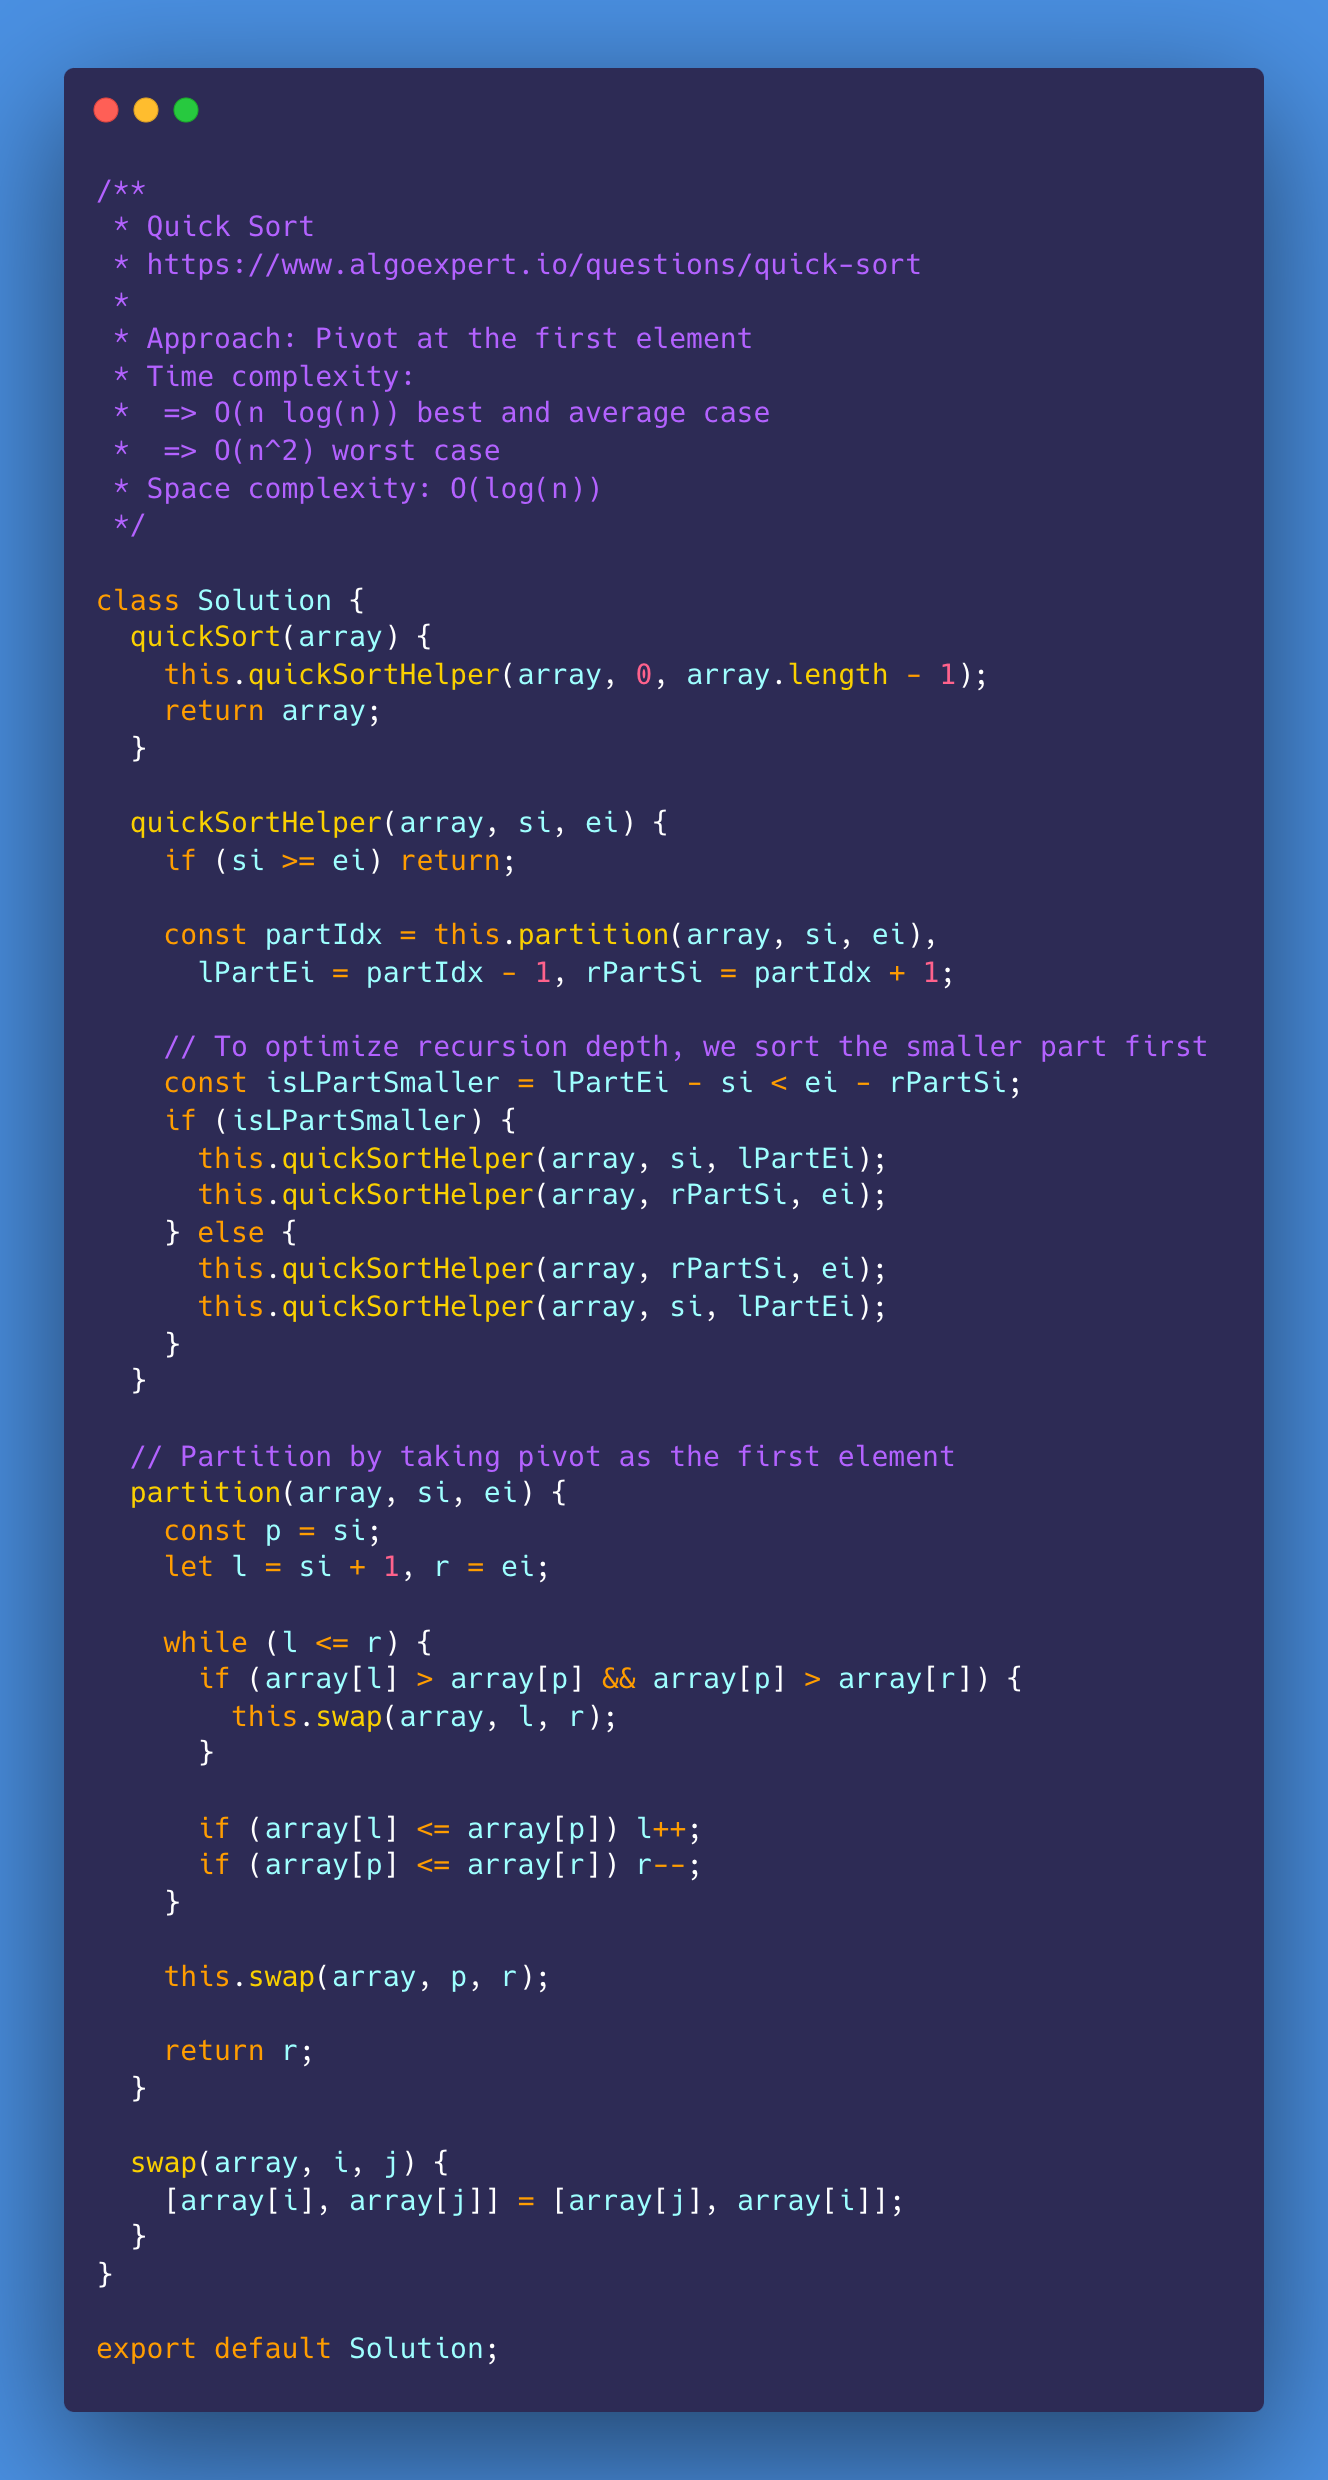 /**
 * Quick Sort
 * https://www.algoexpert.io/questions/quick-sort
 *
 * Approach: Pivot at the first element
 * Time complexity:
 *  => O(n log(n)) best and average case
 *  => O(n^2) worst case
 * Space complexity: O(log(n))
 */

class Solution {
  quickSort(array) {
    this.quickSortHelper(array, 0, array.length - 1);
    return array;
  }

  quickSortHelper(array, si, ei) {
    if (si >= ei) return;

    const partIdx = this.partition(array, si, ei),
      lPartEi = partIdx - 1, rPartSi = partIdx + 1;

    // To optimize recursion depth, we sort the smaller part first
    const isLPartSmaller = lPartEi - si < ei - rPartSi;
    if (isLPartSmaller) {
      this.quickSortHelper(array, si, lPartEi);
      this.quickSortHelper(array, rPartSi, ei);
    } else {
      this.quickSortHelper(array, rPartSi, ei);
      this.quickSortHelper(array, si, lPartEi);
    }
  }

  // Partition by taking pivot as the first element
  partition(array, si, ei) {
    const p = si;
    let l = si + 1, r = ei;

    while (l <= r) {
      if (array[l] > array[p] && array[p] > array[r]) {
        this.swap(array, l, r);
      }

      if (array[l] <= array[p]) l++;
      if (array[p] <= array[r]) r--;
    }

    this.swap(array, p, r);

    return r;
  }

  swap(array, i, j) {
    [array[i], array[j]] = [array[j], array[i]];
  }
}

export default Solution;